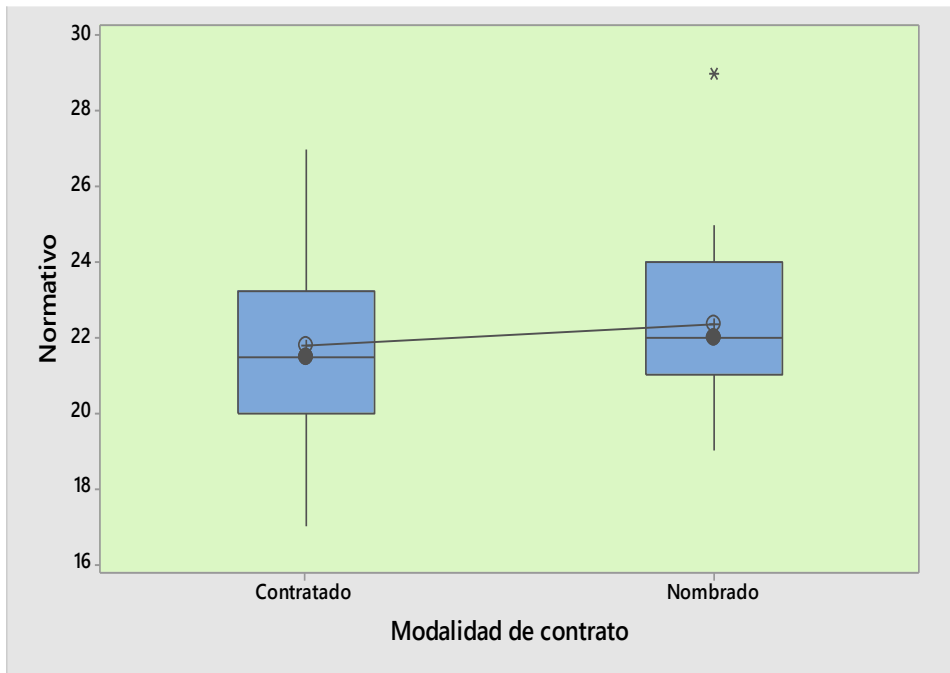 30
28
26
24
22
20
18
16
Normativo
Contratado
Nombrado
Modalidad de contrato